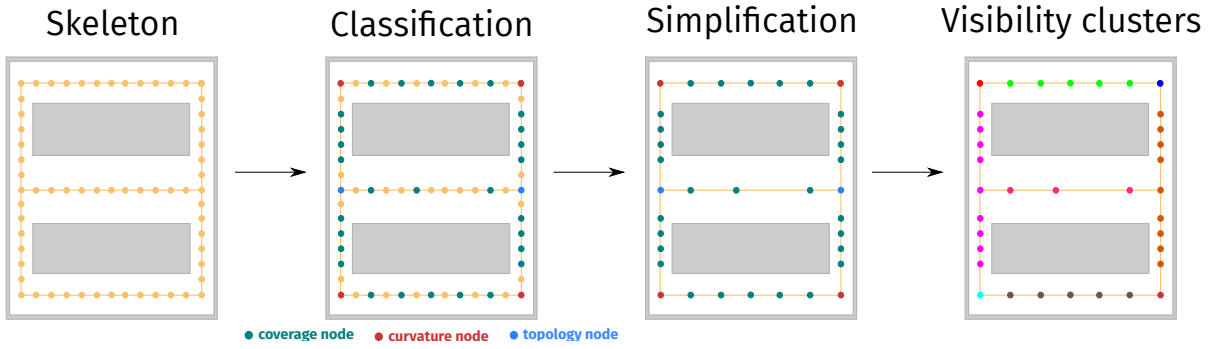 Skeleton
Classification
Simplification
Visibility clusters
coverage node
curvature node
topology node